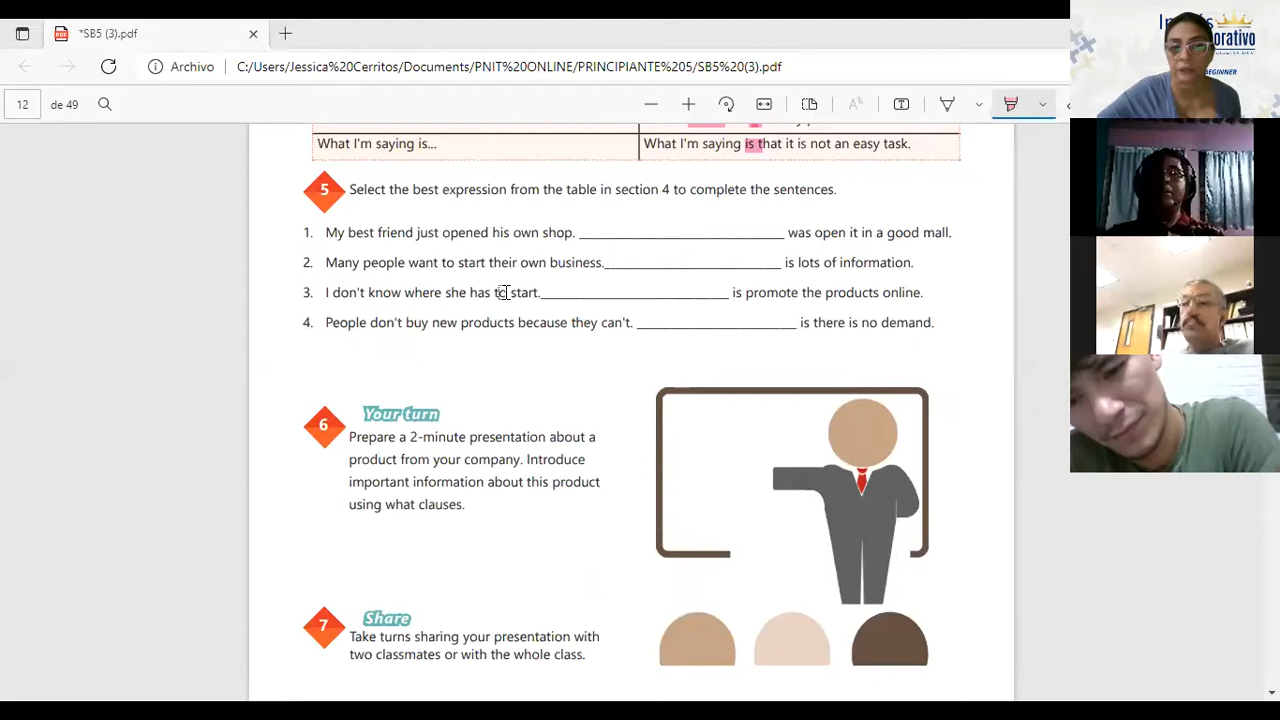 *SB5 (3).pdf
Archivo
C:/Users/Jessica%20Cerritos/Documents/PNIT%20ONLINE/PRINCIPIANTE%205/SB5%20(3).pdf
12 de 49
What I'm saying is...
What I'm saying is that it is not an easy task.
5 Select the best expression from the table in section 4 to complete the sentences.
1. My best friend just opened his own shop. ____________________________ was open it in a good mall.
2. Many people want to start their own business.________________________ is lots of information.
3. I don't know where she has to start.__________________________ is promote the products online.
4. People don't buy new products because they can't. ______________________ is there is no demand.
6 Your turn
Prepare a 2-minute presentation about a
product from your company. Introduce
important information about this product
using what clauses.
7 Share
Take turns sharing your presentation with
two classmates or with the whole class.
BEGINNER